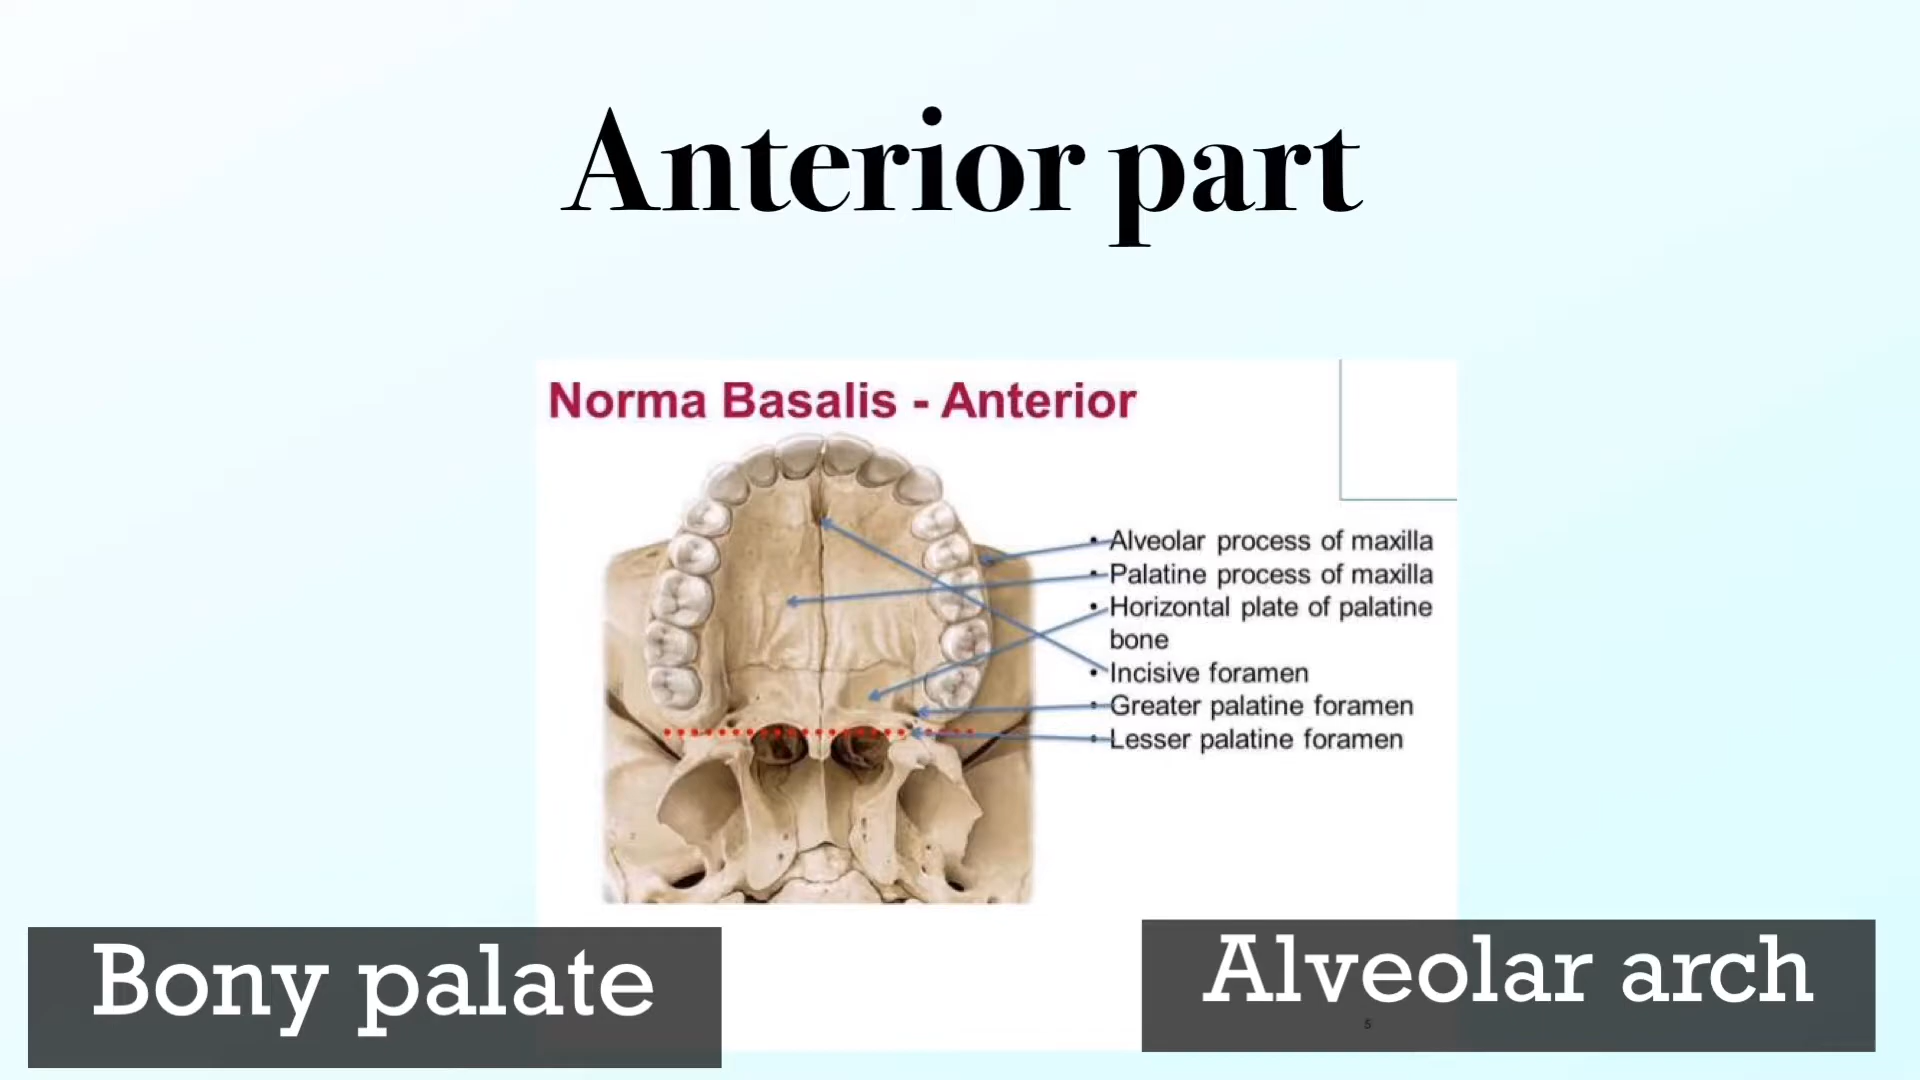 Anterior part
Norma Basalis - Anterior
• Alveolar process of maxilla
• Palatine process of maxilla
• Horizontal plate of palatine
bone
• Incisive foramen
• Greater palatine foramen
• Lesser palatine foramen
Bony palate
Alveolar arch
5